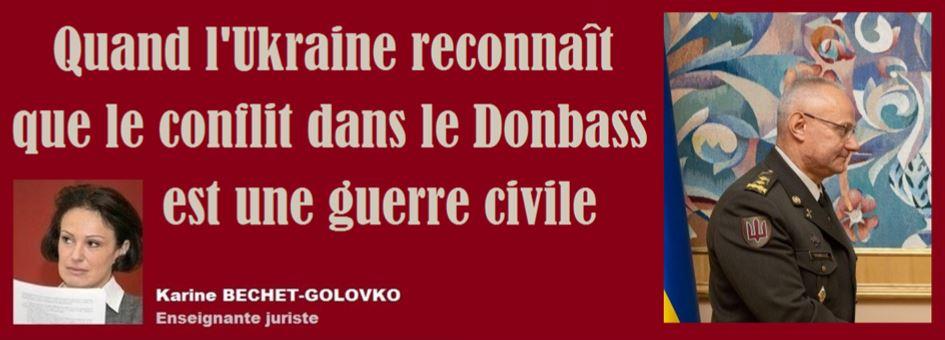 Quand l'Ukraine reconnaît
que le conflit dans le Donbass
est une guerre civile
Karine BECHET-GOLOVKO
Enseignante juriste